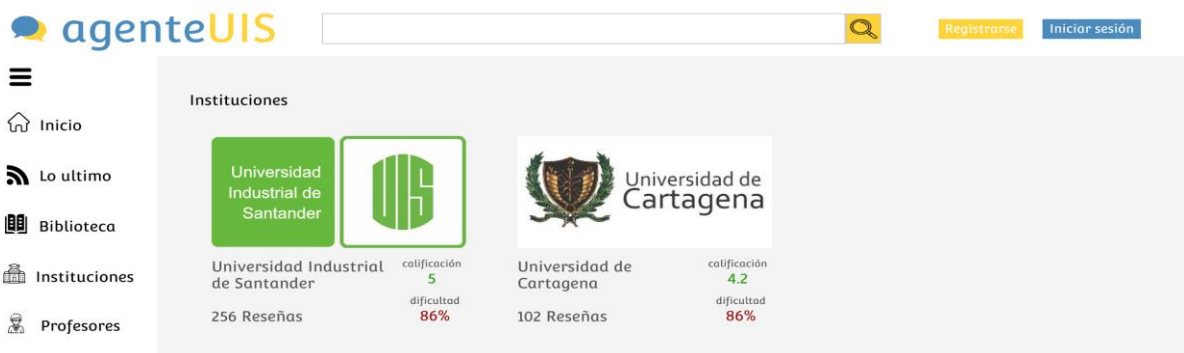 agenteUIS
Registrarse
Iniciar sesión
Inicio
Lo ultimo
Biblioteca
Instituciones
Profesores
Instituciones
Universidad
Industrial de
Santander
UIS
Universidad Industrial
de Santander
calificación
5
dificultad
86%
256 Reseñas
Universidad de
Cartagena
Universidad de
Cartagena
calificación
4.2
dificultad
86%
102 Reseñas